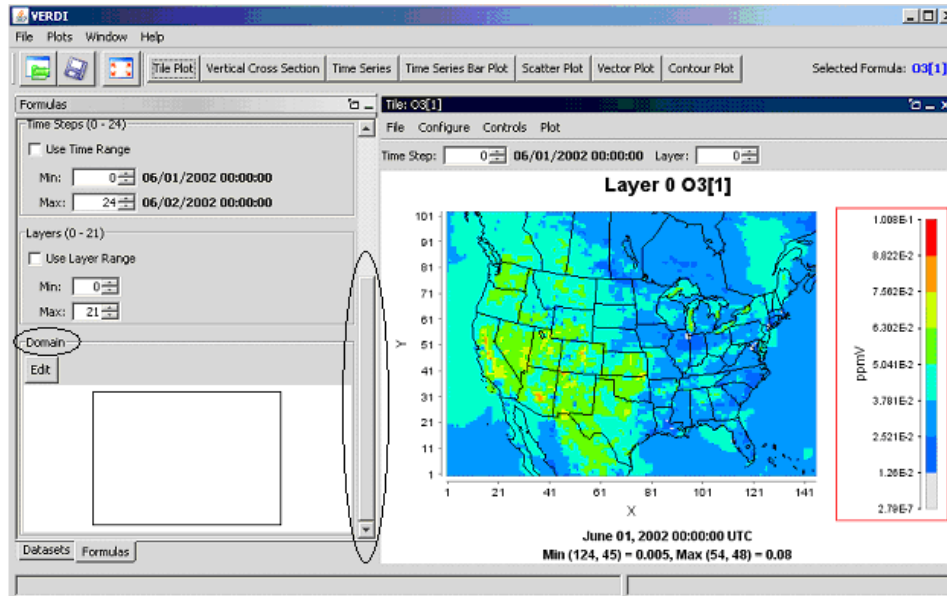 VERDI
File Plots Window Help
Tile Plot Vertical Cross Section Time Series Time Series Bar Plot Scatter Plot Vector Plot Contour Plot Selected Formula: O3[1]
Formulas
Time Steps (0 - 24)
Use Time Range
Min: 0 06/01/2002 00:00:00
Max: 24 06/02/2002 00:00:00
Layers (0 - 21)
Use Layer Range
Min: 0
Max: 21
Domain
Edit
Datasets Formulas
Tile: O3[1]
File Configure Controls Plot
Time Step: 0 06/01/2002 00:00:00 Layer: 0
Layer 0 O3[1]
101
91
81
71
61
51
41
31
21
11
1
Y
1 21 41 61 81 101 121 141
X
1.008E-1
8.822E-2
7.562E-2
6.302E-2
5.041E-2
3.781E-2
2.521E-2
1.26E-2
2.79E-7
ppmV
June 01, 2002 00:00:00 UTC
Min (124, 45) = 0.005, Max (54, 48) = 0.08